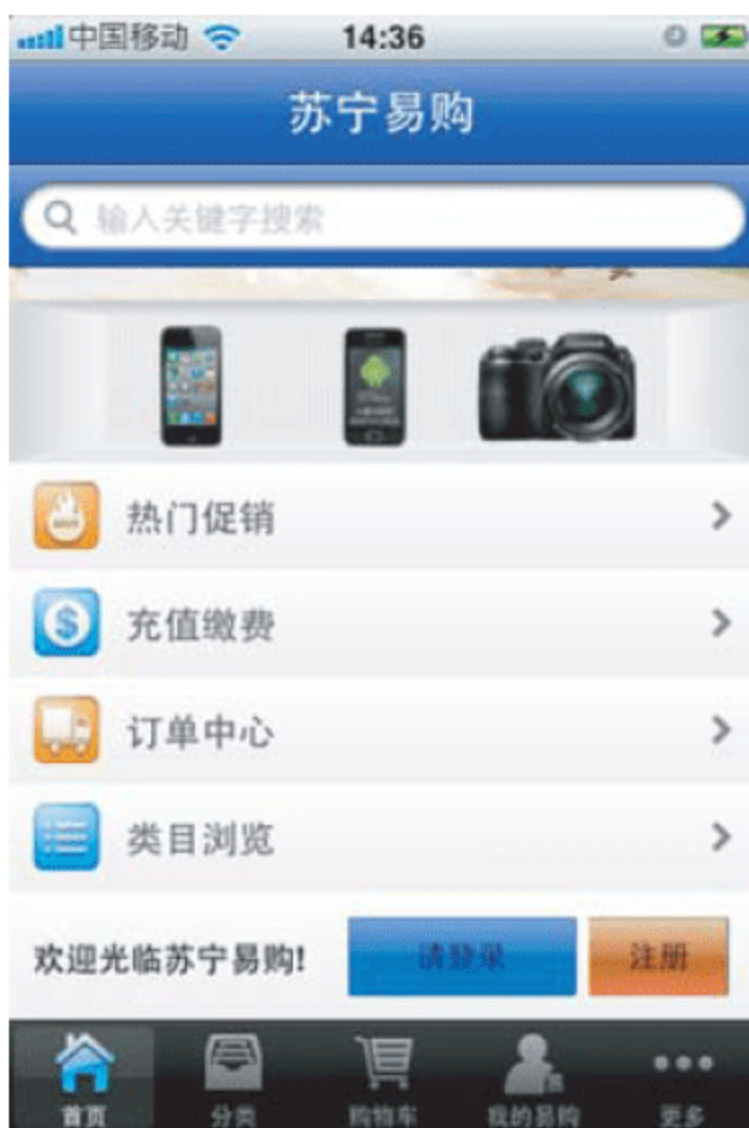 中国移动 14:36
苏宁易购
输入关键字搜索
热门促销
充值缴费
订单中心
类目浏览
欢迎光临苏宁易购! 请登录 注册
首页 分类 购物车 我的易购 更多